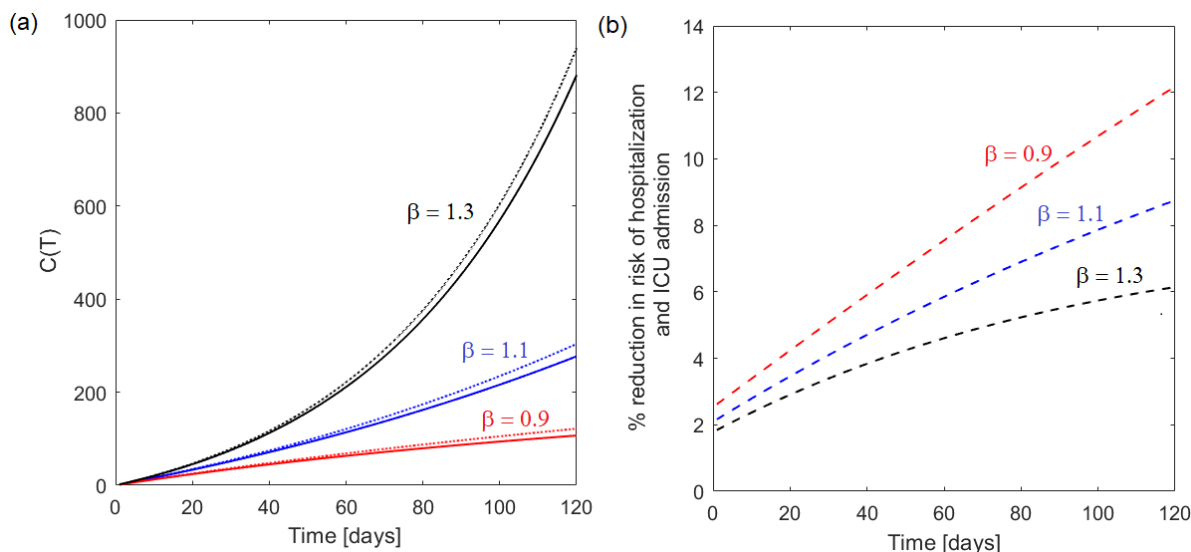 (a)
C(T)
1000
800
600
400
200
0
β = 1.3
β = 1.1
β = 0.9
0 20 40 60 80 100 120
Time [days]
(b)
% reduction in risk of hospitalization
and ICU admission
14
12
10
8
6
4
2
0
β = 0.9
β = 1.1
β = 1.3
0 20 40 60 80 100 120
Time [days]